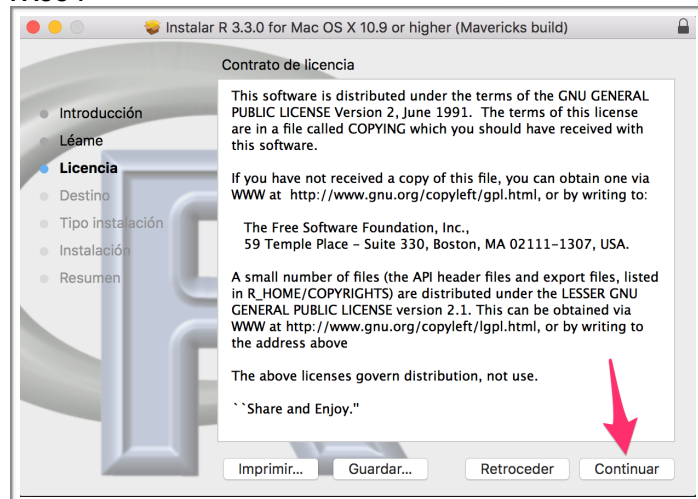 Instalar R 3.3.0 for Mac OS X 10.9 or higher (Mavericks build)
Contrato de licencia
Introducción
Léame
Licencia
Destino
Tipo instalación
Instalación
Resumen
This software is distributed under the terms of the GNU GENERAL
PUBLIC LICENSE Version 2, June 1991.  The terms of this license
are in a file called COPYING which you should have received with
this software.
If you have not received a copy of this file, you can obtain one via
WWW at  http://www.gnu.org/copyleft/gpl.html, or by writing to:
The Free Software Foundation, Inc.,
59 Temple Place – Suite 330, Boston, MA 02111–1307, USA.
A small number of files (the API header files and export files, listed
in R_HOME/COPYRIGHTS) are distributed under the LESSER GNU
GENERAL PUBLIC LICENSE version 2.1. This can be obtained via
WWW at http://www.gnu.org/copyleft/lgpl.html, or by writing to
the address above
The above licenses govern distribution, not use.
``Share and Enjoy."
Imprimir... Guardar... Retroceder Continuar